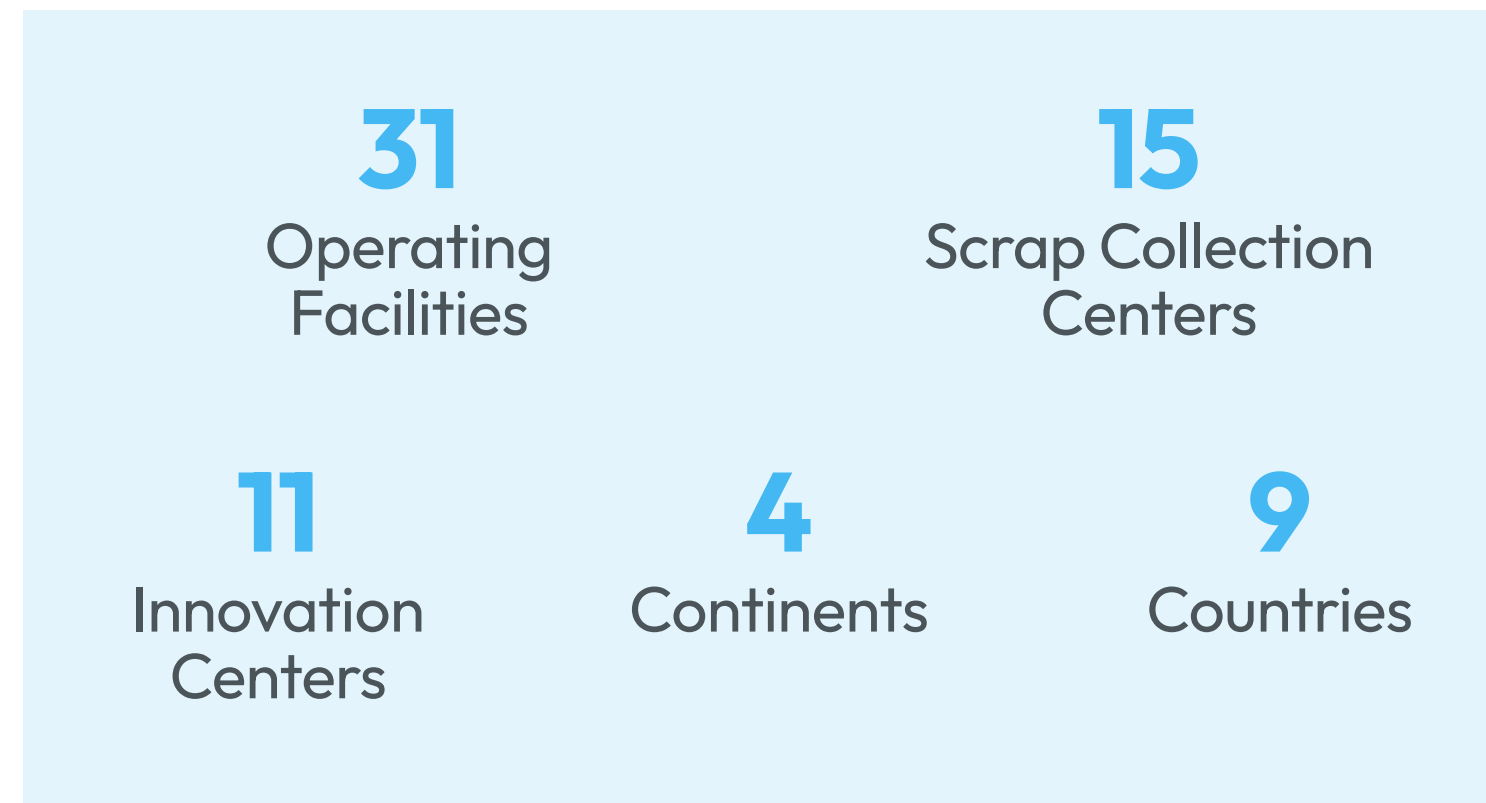 31
Operating
Facilities
15
Scrap Collection
Centers
11
Innovation
Centers
4
Continents
9
Countries